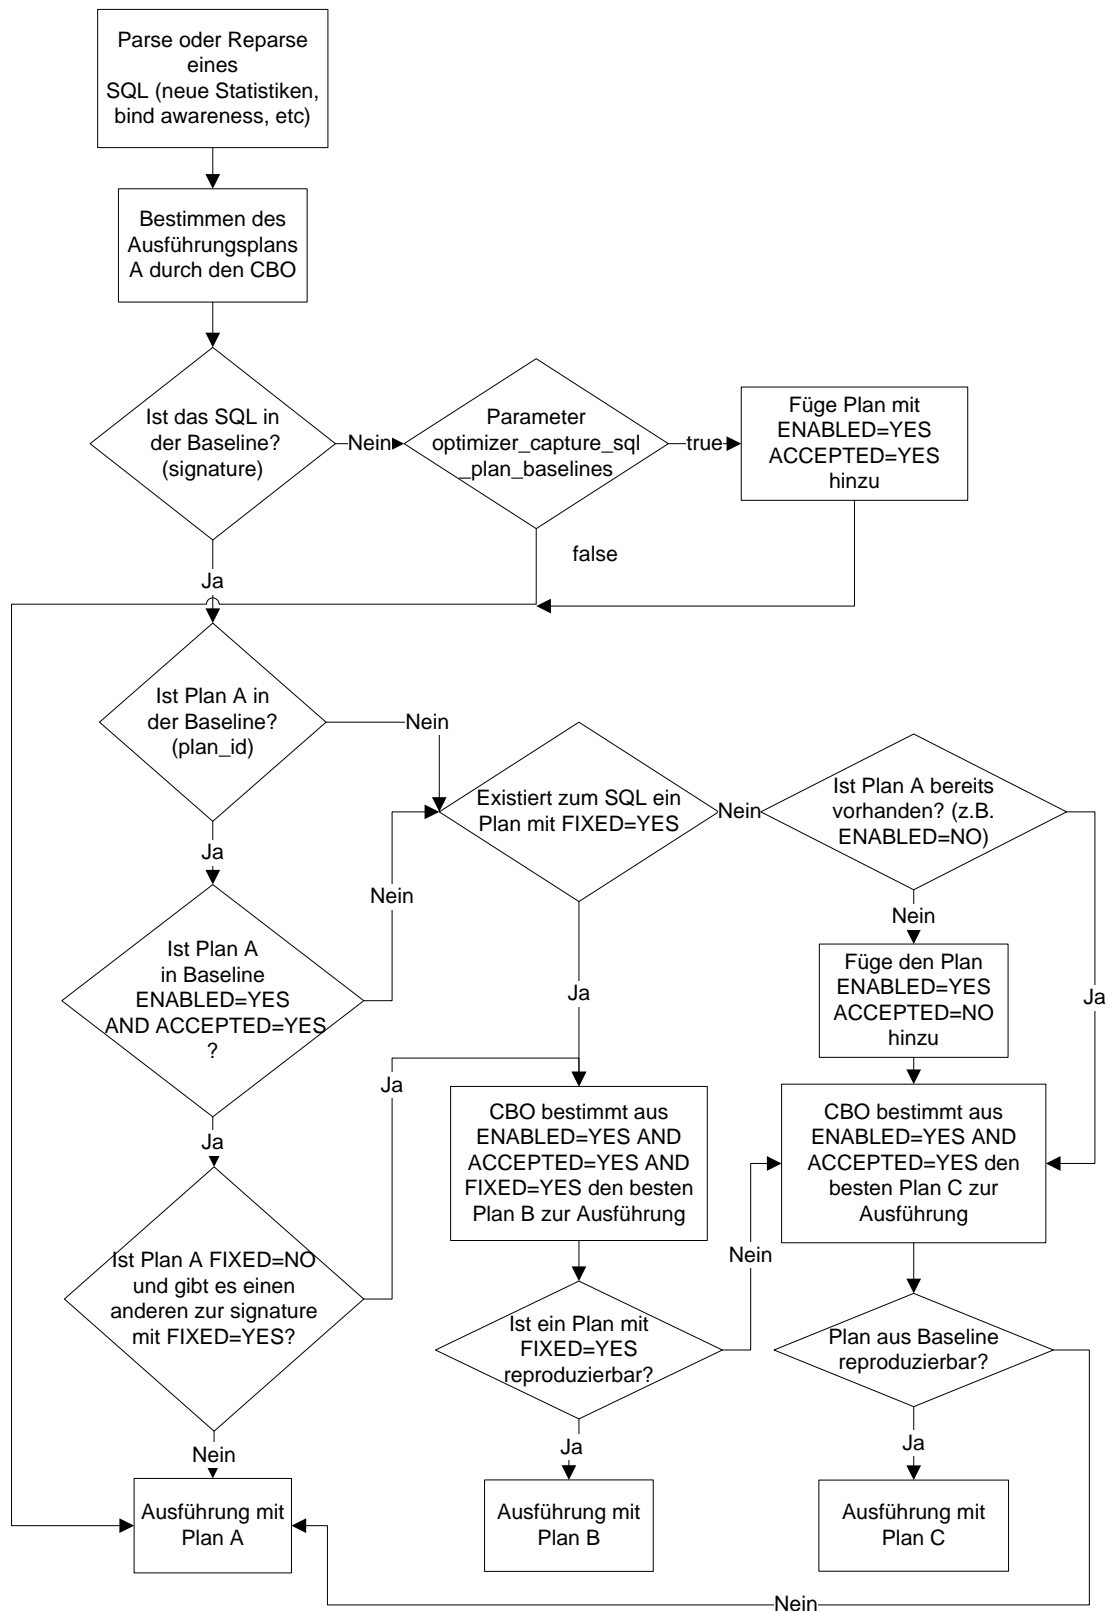 Parse oder Reparse
eines
SQL (neue Statistiken,
bind awareness, etc)
Bestimmen des
Ausführungsplans
A durch den CBO
Ist das SQL in
der Baseline?
(signature)
Nein
Parameter
optimizer_capture_sql
_plan_baselines
true
Füge Plan mit
ENABLED=YES
ACCEPTED=YES
hinzu
false
Ja
Ist Plan A in
der Baseline?
(plan_id)
Nein
Existiert zum SQL ein
Plan mit FIXED=YES
Nein
Ist Plan A bereits
vorhanden? (z.B.
ENABLED=NO)
Ja
Nein
Ist Plan A
in Baseline
ENABLED=YES
AND ACCEPTED=YES
?
Ja
Nein
Füge den Plan
ENABLED=YES
ACCEPTED=NO
hinzu
Ja
Ja
CBO bestimmt aus
ENABLED=YES AND
ACCEPTED=YES AND
FIXED=YES den besten
Plan B zur Ausführung
CBO bestimmt aus
ENABLED=YES AND
ACCEPTED=YES den
besten Plan C zur
Ausführung
Ja
Ist Plan A FIXED=NO
und gibt es einen
anderen zur signature
mit FIXED=YES?
Nein
Ist ein Plan mit
FIXED=YES
reproduzierbar?
Plan aus Baseline
reproduzierbar?
Nein
Ja
Ja
Ausführung mit
Plan A
Ausführung mit
Plan B
Ausführung mit
Plan C
Nein